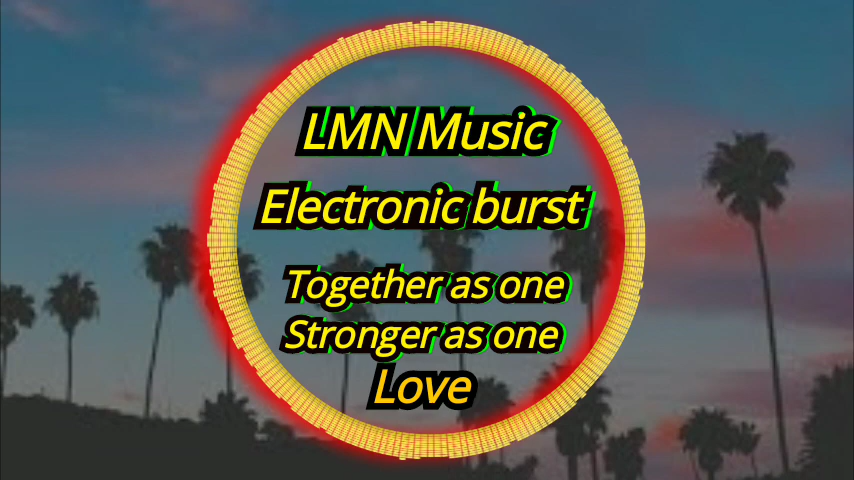 LMN Music
Electronic burst
Together as one
Stronger as one
Love